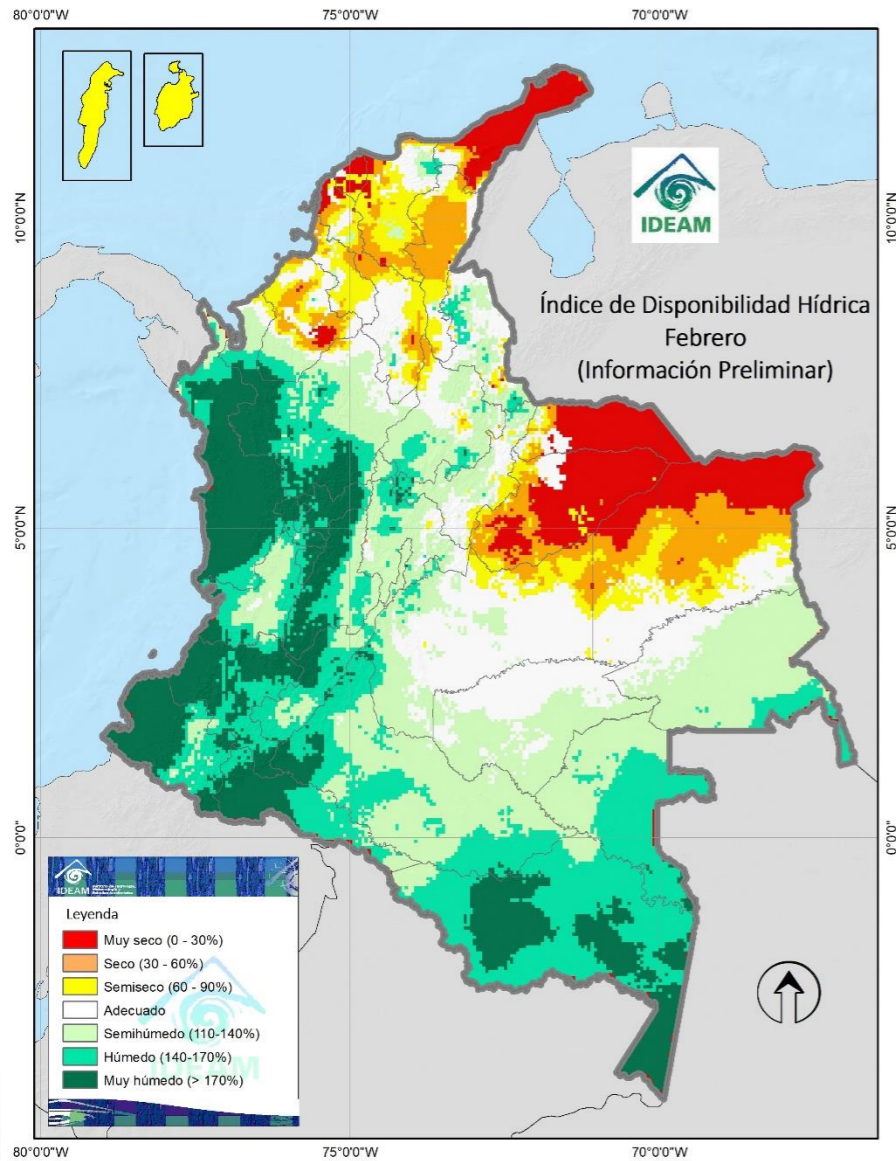 80°0'0"W 75°0'0"W 70°0'0"W
10°0'0"N
10°0'0"N
IDEAM
Índice de Disponibilidad Hídrica
Febrero
(Información Preliminar)
5°0'0"N
5°0'0"N
0°0'0"
0°0'0"
IDEAM
Leyenda
Muy seco (0 - 30%)
Seco (30 - 60%)
Semiseco (60 - 90%)
Adecuado
Semihúmedo (110-140%)
Húmedo (140-170%)
Muy húmedo (> 170%)
IDEAM
80°0'0"W 75°0'0"W 70°0'0"W